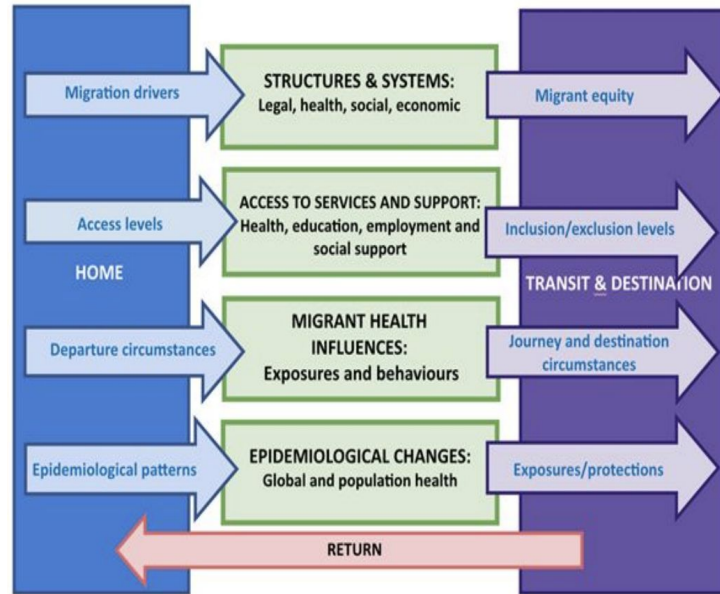 Migration drivers
STRUCTURES & SYSTEMS:
Legal, health, social, economic
Migrant equity
Access levels
ACCESS TO SERVICES AND SUPPORT:
Health, education, employment and
social support
Inclusion/exclusion levels
HOME
TRANSIT & DESTINATION
Departure circumstances
MIGRANT HEALTH
INFLUENCES:
Exposures and behaviours
Journey and destination
circumstances
Epidemiological patterns
EPIDEMIOLOGICAL CHANGES:
Global and population health
Exposures/protections
RETURN